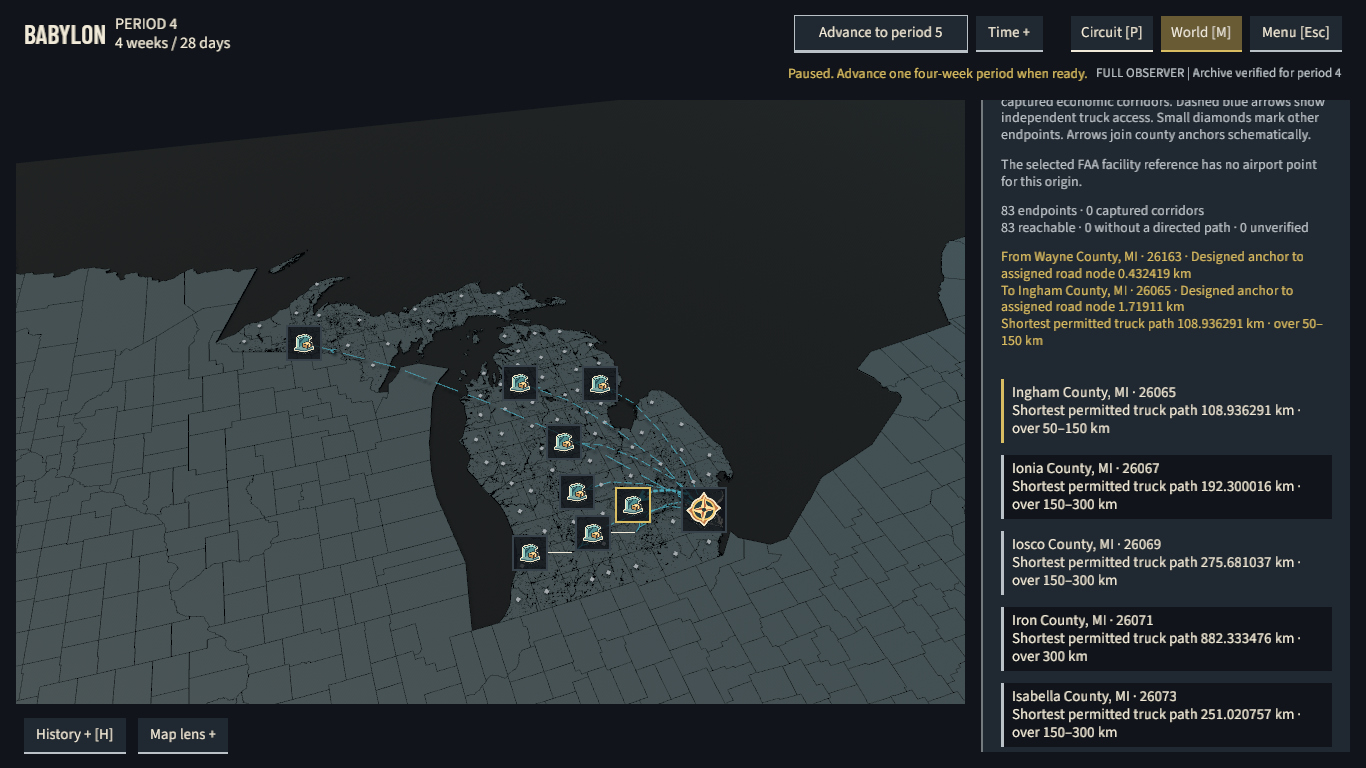 BABYLON
PERIOD 4
4 weeks / 28 days
Advance to period 5
Time +
Circuit [P]
World [M]
Menu [Esc]
Paused. Advance one four-week period when ready.
FULL OBSERVER | Archive verified for period 4
captured economic corridors. Dashed blue arrows show
independent truck access. Small diamonds mark other
endpoints. Arrows join county anchors schematically.
The selected FAA facility reference has no airport point
for this origin.
83 endpoints · 0 captured corridors
83 reachable · 0 without a directed path · 0 unverified
From Wayne County, MI · 26163 · Designed anchor to
assigned road node 0.432419 km
To Ingham County, MI · 26065 · Designed anchor to
assigned road node 1.71911 km
Shortest permitted truck path 108.936291 km · over 50–
150 km
Ingham County, MI · 26065
Shortest permitted truck path 108.936291 km ·
over 50–150 km
Ionia County, MI · 26067
Shortest permitted truck path 192.300016 km ·
over 150–300 km
Iosco County, MI · 26069
Shortest permitted truck path 275.681037 km ·
over 150–300 km
Iron County, MI · 26071
Shortest permitted truck path 882.333476 km ·
over 300 km
Isabella County, MI · 26073
Shortest permitted truck path 251.020757 km ·
over 150–300 km
History + [H]
Map lens +